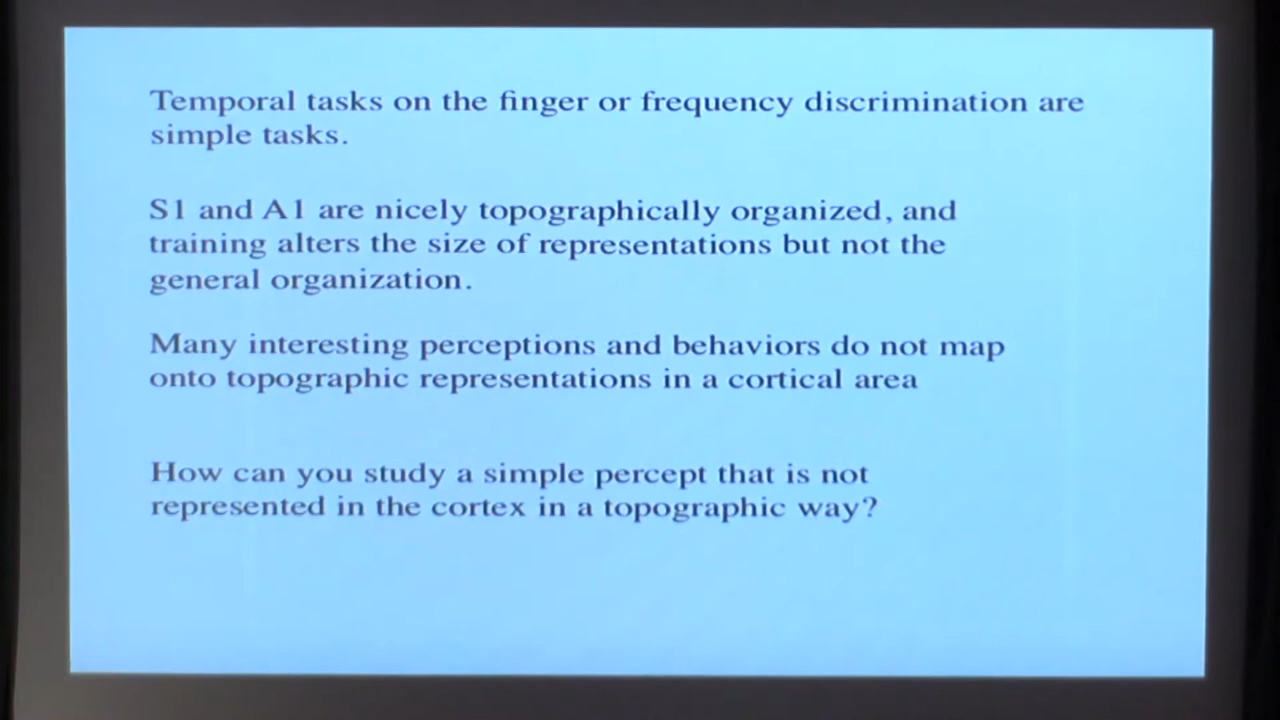 Temporal tasks on the finger or frequency discrimination are
simple tasks.
S1 and A1 are nicely topographically organized, and
training alters the size of representations but not the
general organization.
Many interesting perceptions and behaviors do not map
onto topographic representations in a cortical area
How can you study a simple percept that is not
represented in the cortex in a topographic way?